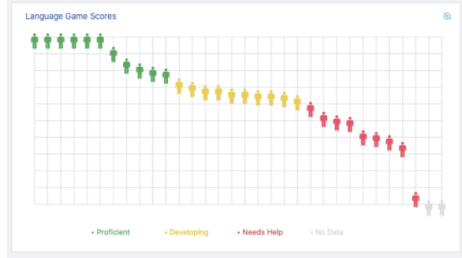 Language Game Scores
• Proficient • Developing • Needs Help • No Data